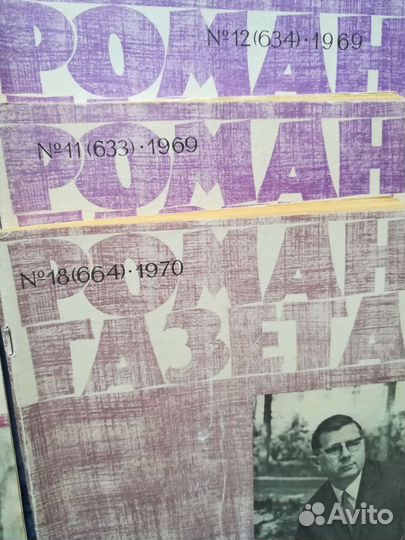 РОМАН
№12(634)·1969
РОМАН
№11(633)·1969
РОМАН
№18(664)·1970
ГАЗЕТА
Avito